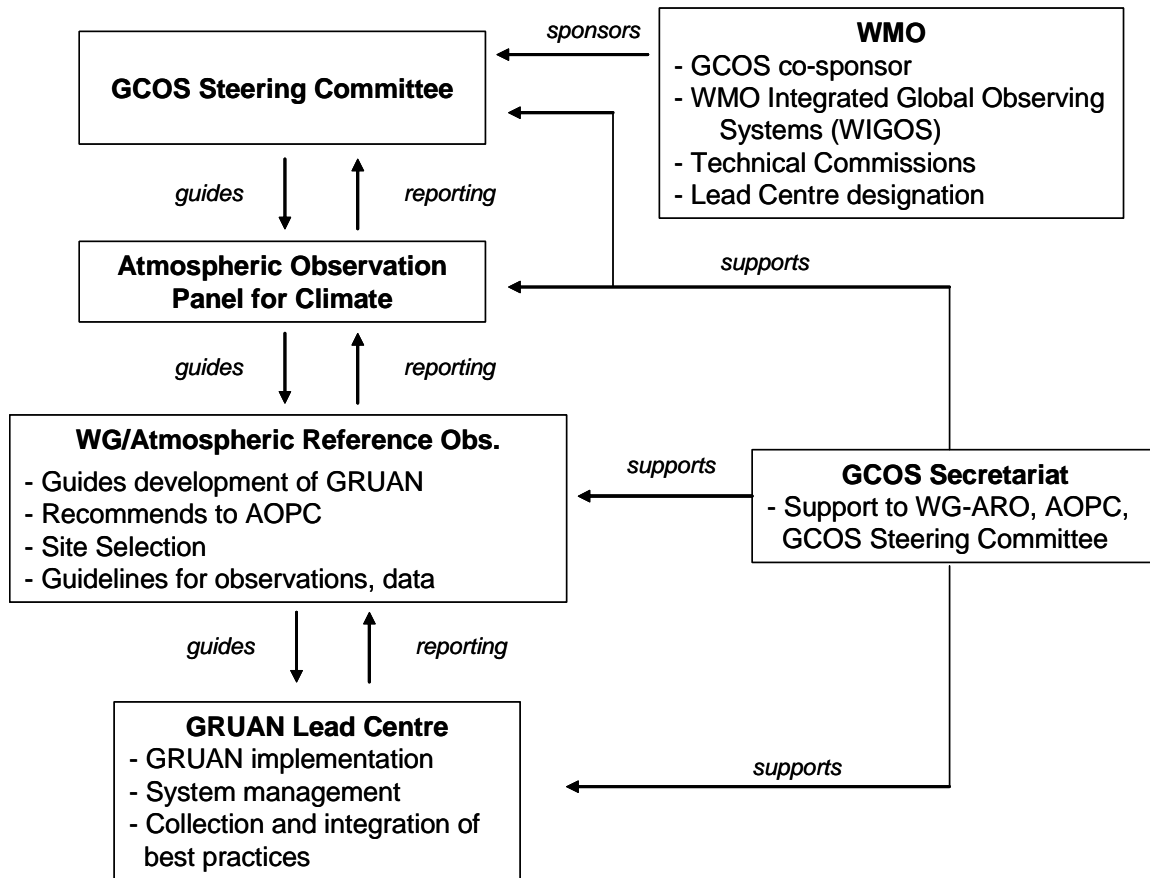 sponsors
GCOS Steering Committee
WMO
- GCOS co-sponsor
- WMO Integrated Global Observing
Systems (WIGOS)
- Technical Commissions
- Lead Centre designation
guides
reporting
Atmospheric Observation
Panel for Climate
supports
guides
reporting
WG/Atmospheric Reference Obs.
- Guides development of GRUAN
- Recommends to AOPC
- Site Selection
- Guidelines for observations, data
supports
GCOS Secretariat
- Support to WG-ARO, AOPC,
GCOS Steering Committee
guides
reporting
GRUAN Lead Centre
- GRUAN implementation
- System management
- Collection and integration of
best practices
supports